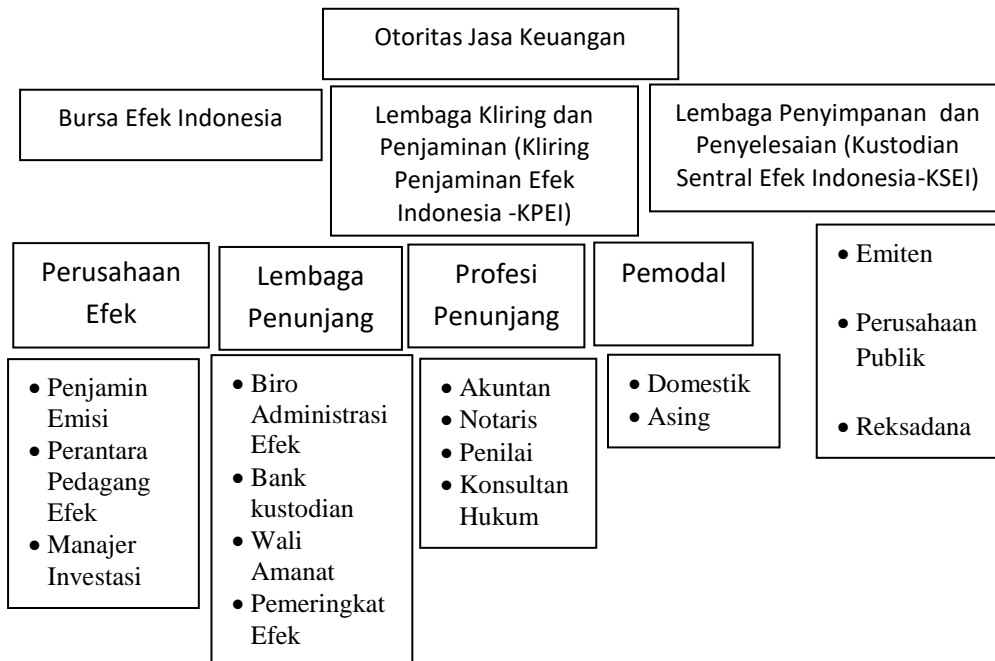 Otoritas Jasa Keuangan
Bursa Efek Indonesia
Lembaga Kliring dan
Penjaminan (Kliring
Penjaminan Efek
Indonesia -KPEI)
Lembaga Penyimpanan dan
Penyelesaian (Kustodian
Sentral Efek Indonesia-KSEI)
Perusahaan
Efek
Lembaga
Penunjang
Profesi
Penunjang
Pemodal
• Emiten
• Perusahaan
Publik
• Reksadana
• Penjamin
Emisi
• Perantara
Pedagang
Efek
• Manajer
Investasi
• Biro
Administrasi
Efek
• Bank
kustodian
• Wali
Amanat
• Pemeringkat
Efek
• Akuntan
• Notaris
• Penilai
• Konsultan
Hukum
• Domestik
• Asing